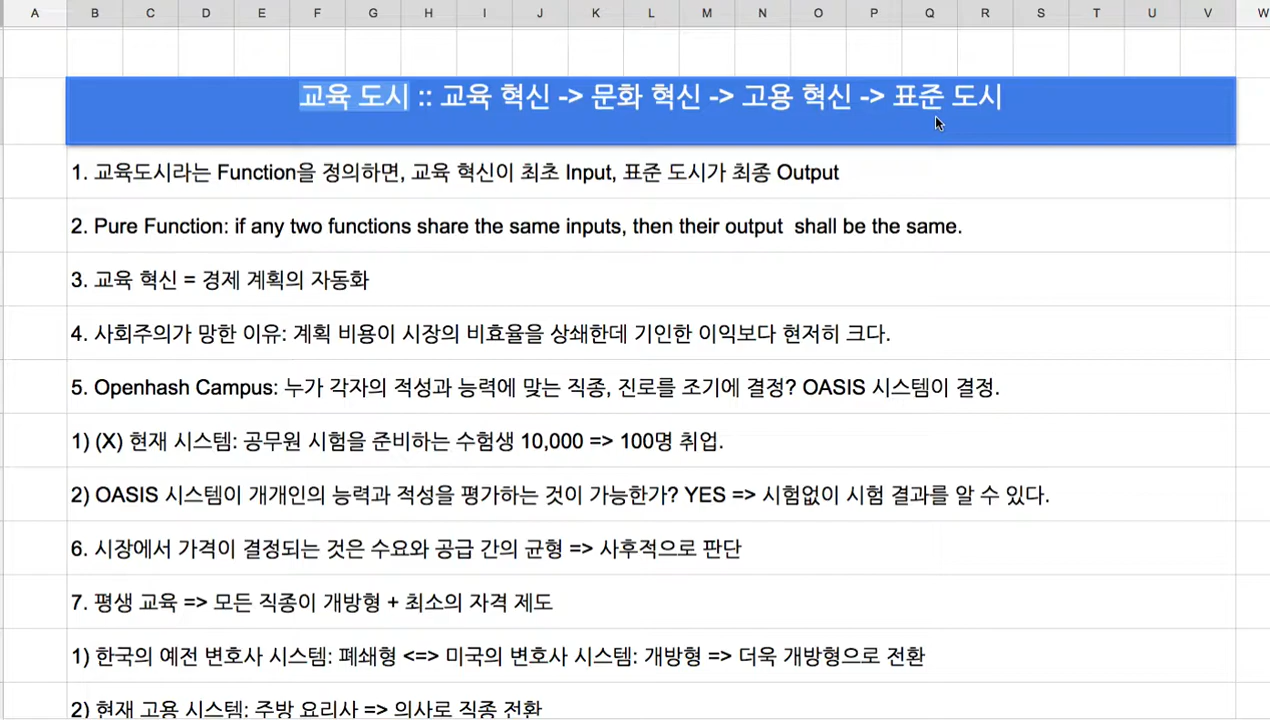 A B C D E F G H I J K L M N O P Q R S T U V W
교육 도시 :: 교육 혁신 -> 문화 혁신 -> 고용 혁신 -> 표준 도시
1. 교육도시라는 Function을 정의하면, 교육 혁신이 최초 Input, 표준 도시가 최종 Output
2. Pure Function: if any two functions share the same inputs, then their output  shall be the same.
3. 교육 혁신 = 경제 계획의 자동화
4. 사회주의가 망한 이유: 계획 비용이 시장의 비효율을 상쇄한데 기인한 이익보다 현저히 크다.
5. Openhash Campus: 누가 각자의 적성과 능력에 맞는 직종, 진로를 조기에 결정? OASIS 시스템이 결정.
1) (X) 현재 시스템: 공무원 시험을 준비하는 수험생 10,000 => 100명 취업.
2) OASIS 시스템이 개개인의 능력과 적성을 평가하는 것이 가능한가? YES => 시험없이 시험 결과를 알 수 있다.
6. 시장에서 가격이 결정되는 것은 수요와 공급 간의 균형 => 사후적으로 판단
7. 평생 교육 => 모든 직종이 개방형 + 최소의 자격 제도
1) 한국의 예전 변호사 시스템: 폐쇄형 <=> 미국의 변호사 시스템: 개방형 => 더욱 개방형으로 전환
2) 현재 고용 시스템: 주방 요리사 => 의사로 직종 전환